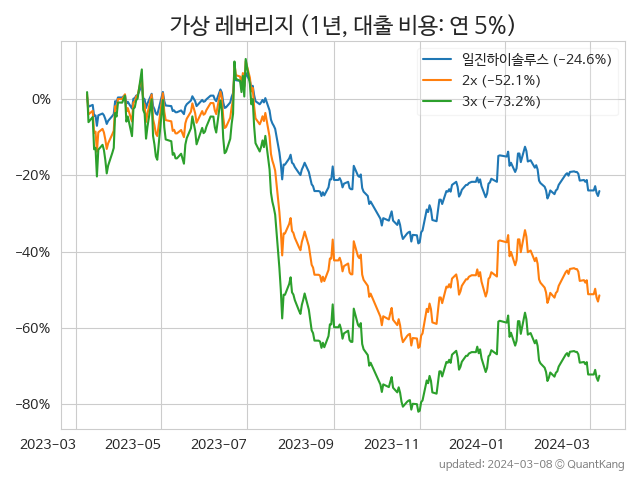 가상 레버리지 (1년, 대출 비용: 연 5%)
일진하이솔루스 (−24.6%)
2x (−52.1%)
3x (−73.2%)
0%
−20%
−40%
−60%
−80%
2023−03 2023−05 2023−07 2023−09 2023−11 2024−01 2024−03
updated: 2024-03-08 © QuantKang